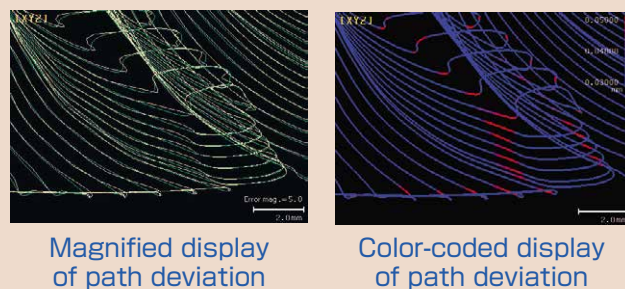 [XYZ]
Error mag.=5.0
2.0mm
[XYZ]
0.05000
0.04000
0.03000
mm
2.0mm
Magnified display
of path deviation
Color-coded display
of path deviation